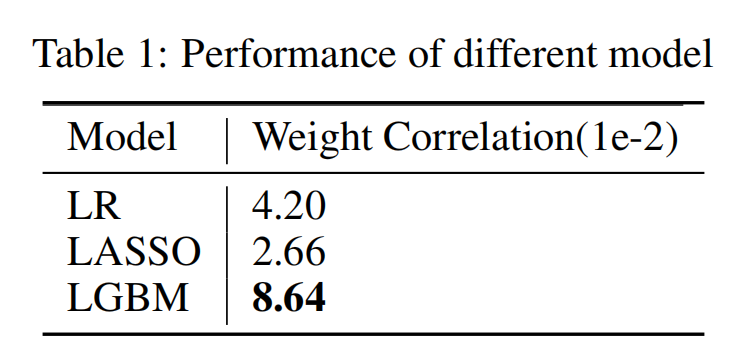 Table 1: Performance of different model
Model Weight Correlation(1e-2)
LR 4.20
LASSO 2.66
LGBM 8.64